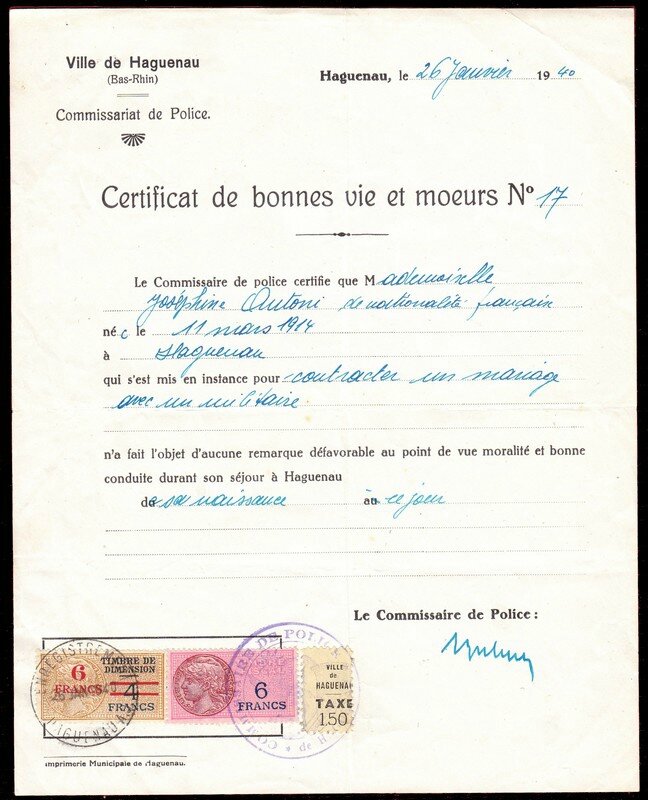 Ville de Haguenau
(Bas-Rhin)
Commissariat de Police.
Haguenau, le 26 Janvier 1940
Certificat de bonnes vie et moeurs Nº 17
Le Commissaire de police certifie que Mademoiselle
Joséphine Antoni de nationalité française
née le 11 mars 1914
à Haguenau
qui s'est mis en instance pour contracter un mariage
avec un militaire.
n'a fait l'objet d'aucune remarque défavorable au point de vue moralité et bonne
conduite durant son séjour à Haguenau
de sa naissance à ce jour
Le Commissaire de Police :
ENREGISTREMENT
HAGUENAU
6
FRANCS
TIMBRE DE
DIMENSION
4
FRANCS
6
FRANCS
DE POLICE
VILLE
de
HAGUENAU
TAXE
1.50
Imprimerie Municipale de Haguenau.